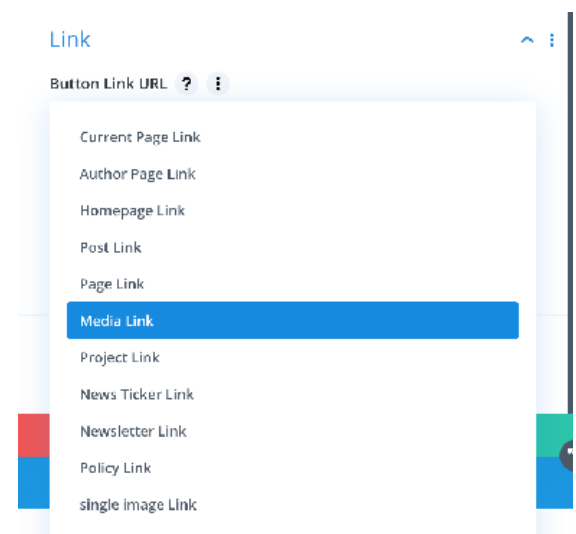 Link
Button Link URL ?
Current Page Link
Author Page Link
Homepage Link
Post Link
Page Link
Media Link
Project Link
News Ticker Link
Newsletter Link
Policy Link
single image Link